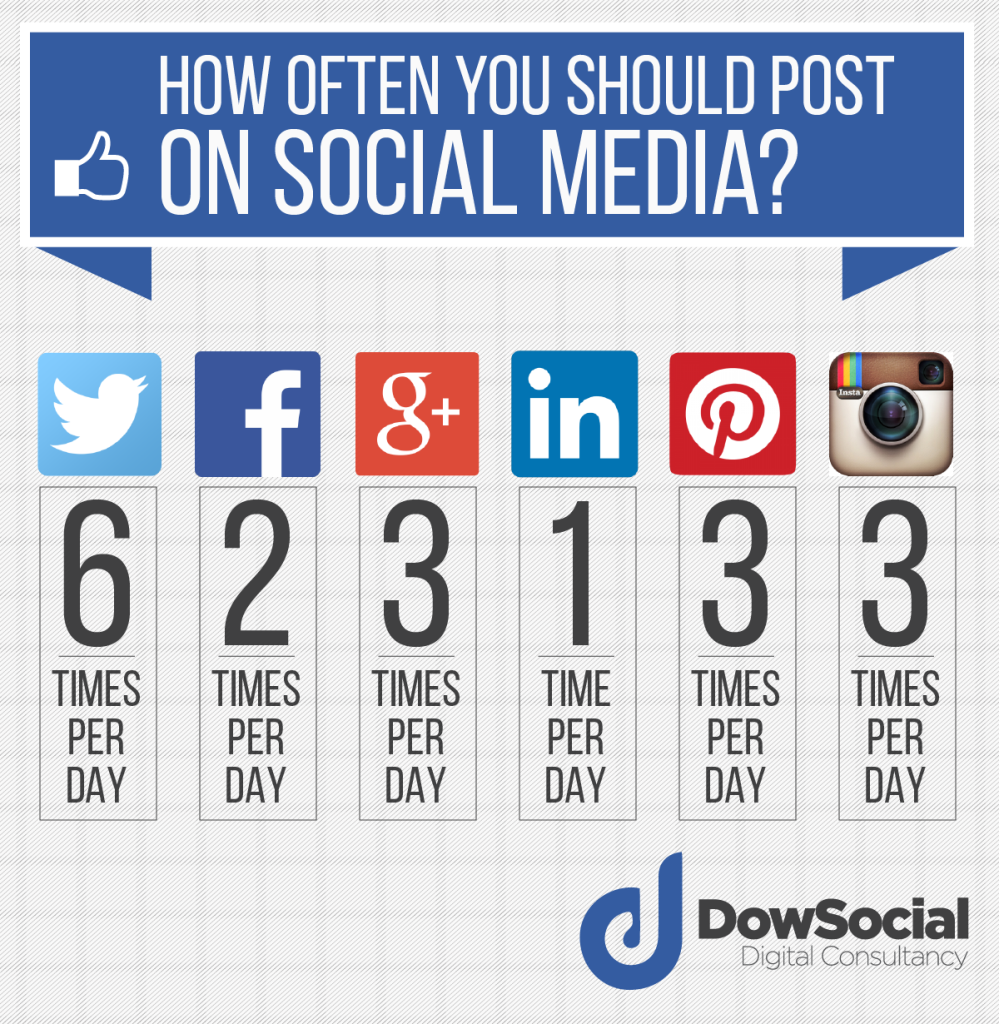 HOW OFTEN YOU SHOULD POST
ON SOCIAL MEDIA?
f
g+
in
p
Insta
6
TIMES
PER
DAY
2
TIMES
PER
DAY
3
TIMES
PER
DAY
1
TIME
PER
DAY
3
TIMES
PER
DAY
3
TIMES
PER
DAY
DowSocial
Digital Consultancy